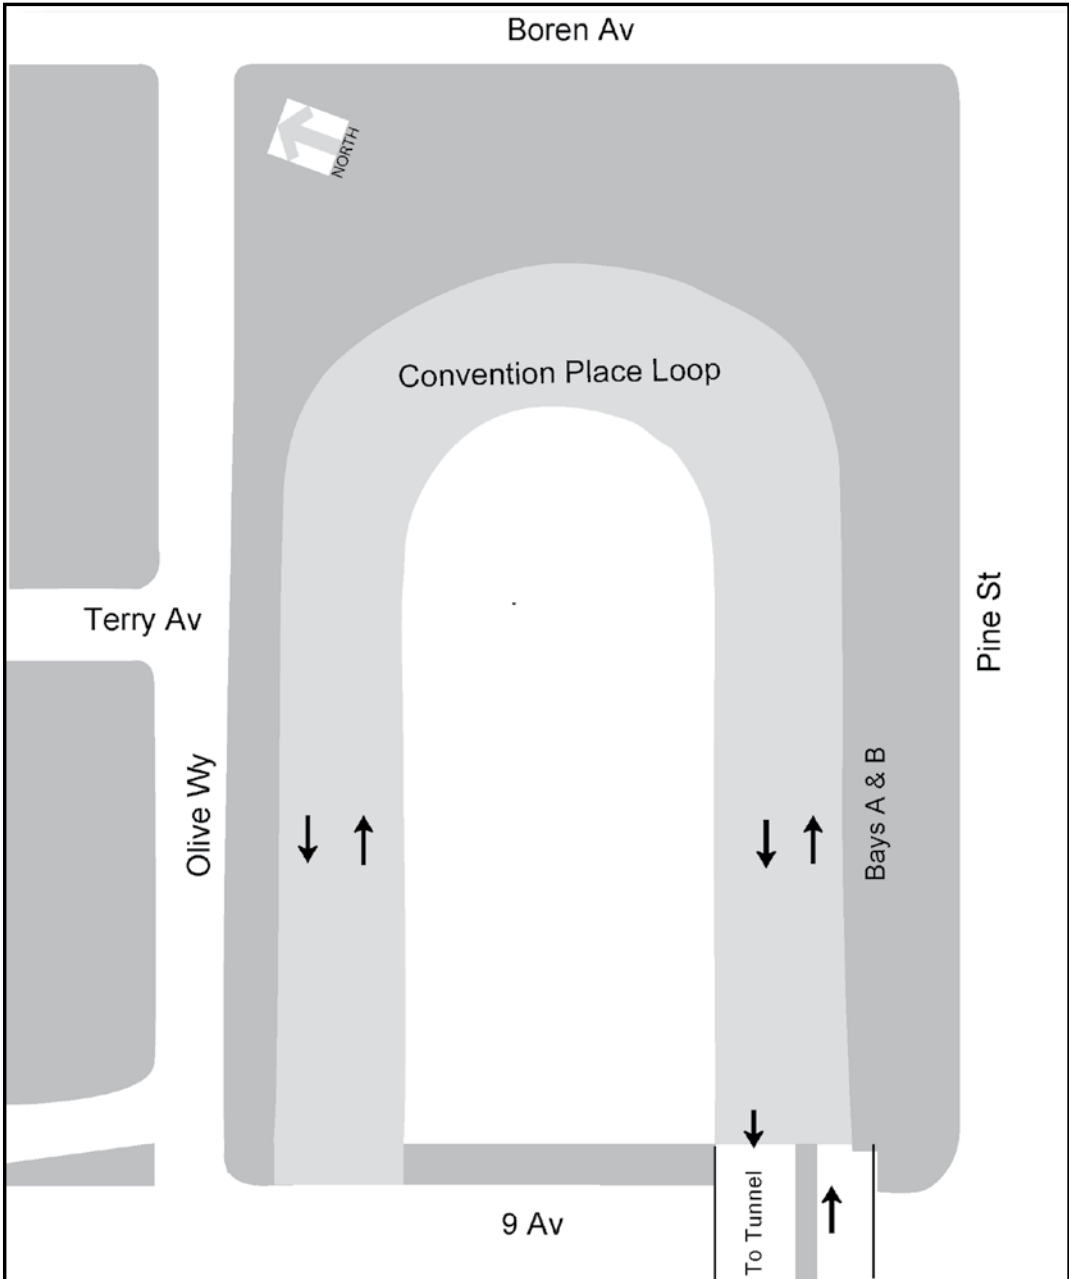 Boren Av
NORTH
Convention Place Loop
Terry Av
Pine St
Olive Wy
Bays A & B
9 Av
To Tunnel